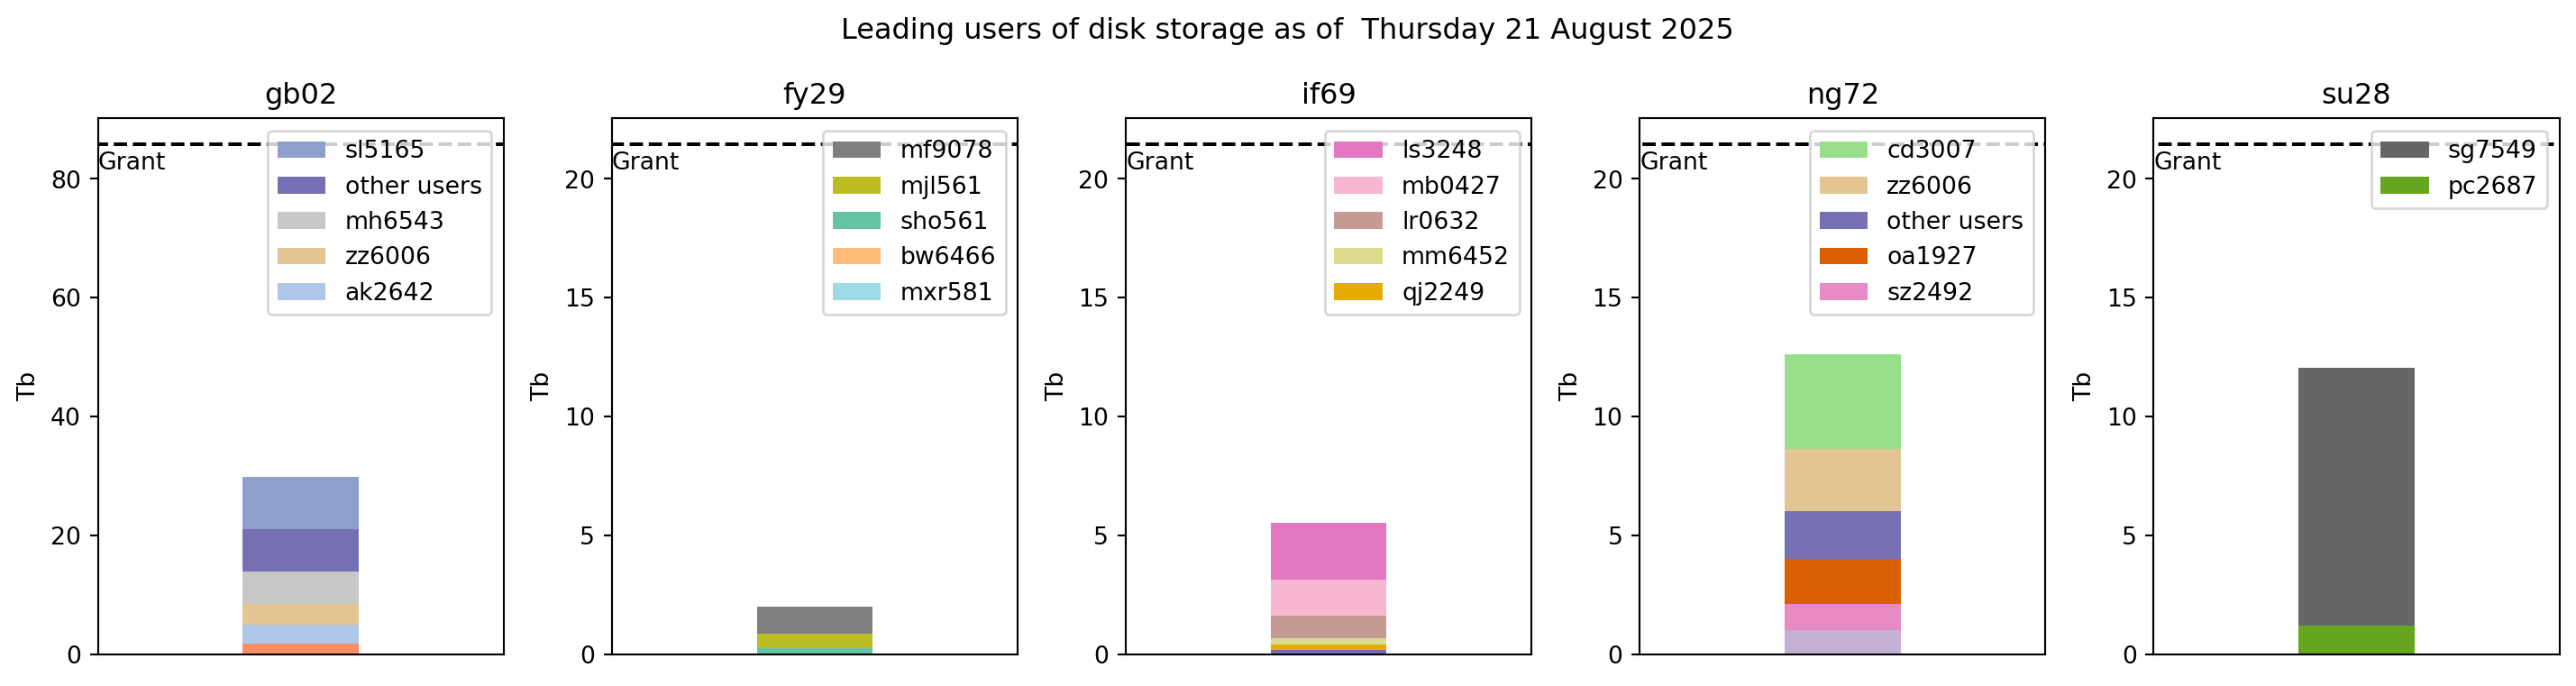 Leading users of disk storage as of  Thursday 21 August 2025
gb02
Grant
80
60
40
20
0
Tb
sl5165
other users
mh6543
zz6006
ak2642
fy29
Grant
20
15
10
5
0
Tb
mf9078
mjl561
sho561
bw6466
mxr581
if69
Grant
20
15
10
5
0
Tb
ls3248
mb0427
lr0632
mm6452
qj2249
ng72
Grant
20
15
10
5
0
Tb
cd3007
zz6006
other users
oa1927
sz2492
su28
Grant
20
15
10
5
0
Tb
sg7549
pc2687